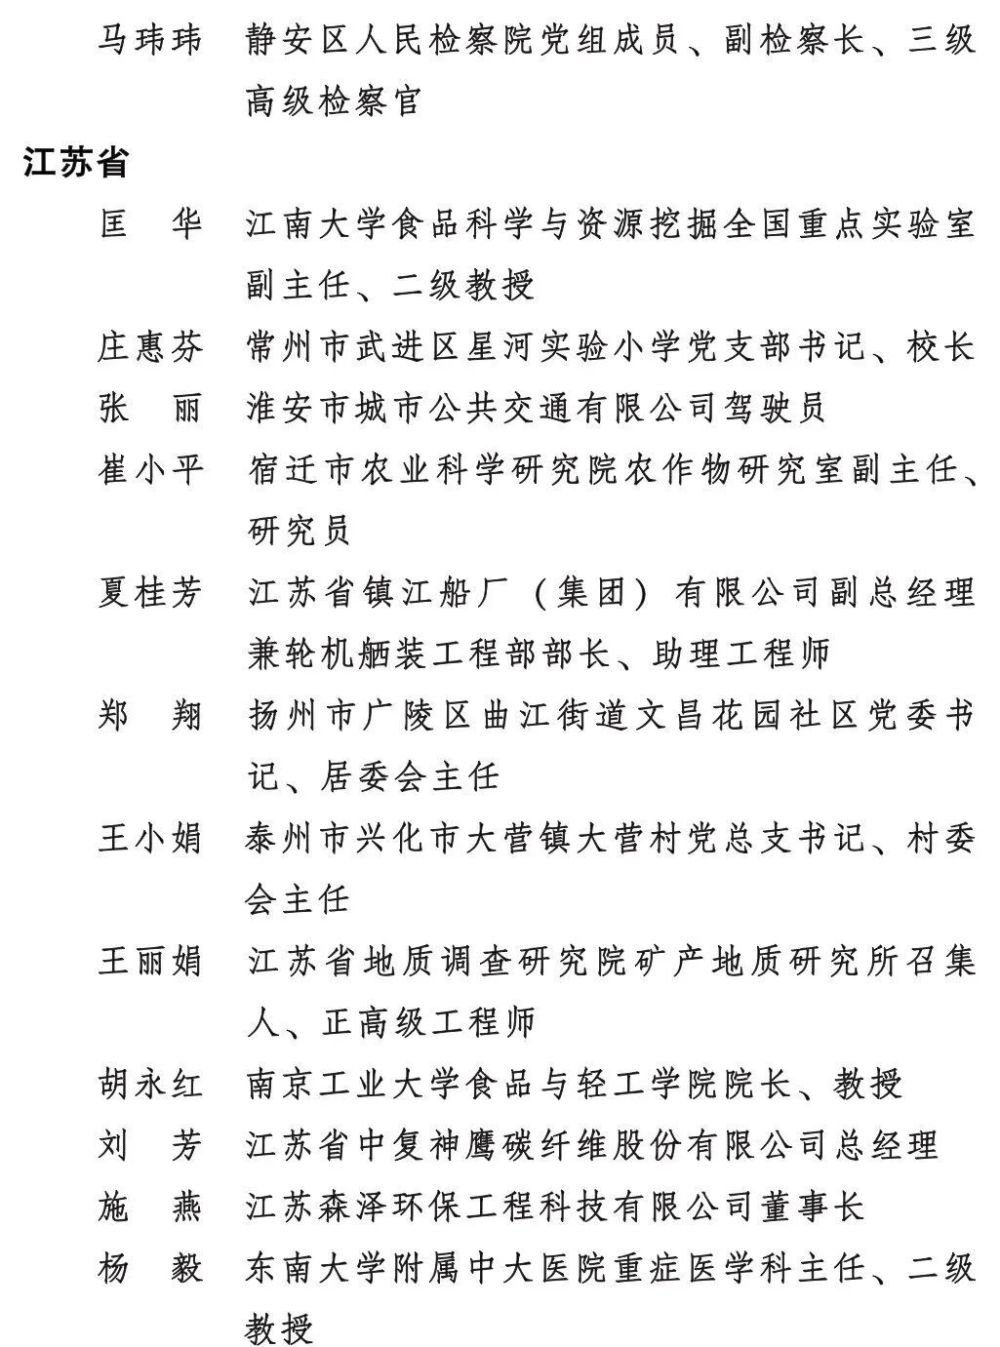 马玮玮 静安区人民检察院党组成员、副检察长、三级
高级检察官
江苏省
匡 华 江南大学食品科学与资源挖掘全国重点实验室
副主任、二级教授
庄惠芬 常州市武进区星河实验小学党支部书记、校长
张 丽 淮安市城市公共交通有限公司驾驶员
崔小平 宿迁市农业科学研究院农作物研究室副主任、
研究员
夏桂芳 江苏省镇江船厂（集团）有限公司副总经理
兼轮机舾装工程部部长、助理工程师
郑 翔 扬州市广陵区曲江街道文昌花园社区党委书
记、居委会主任
王小娟 泰州市兴化市大营镇大营村党总支书记、村委
会主任
王丽娟 江苏省地质调查研究院矿产地质研究所召集
人、正高级工程师
胡永红 南京工业大学食品与轻工学院院长、教授
刘 芳 江苏省中复神鹰碳纤维股份有限公司总经理
施 燕 江苏森泽环保工程科技有限公司董事长
杨 毅 东南大学附属中大医院重症医学科主任、二级
教授